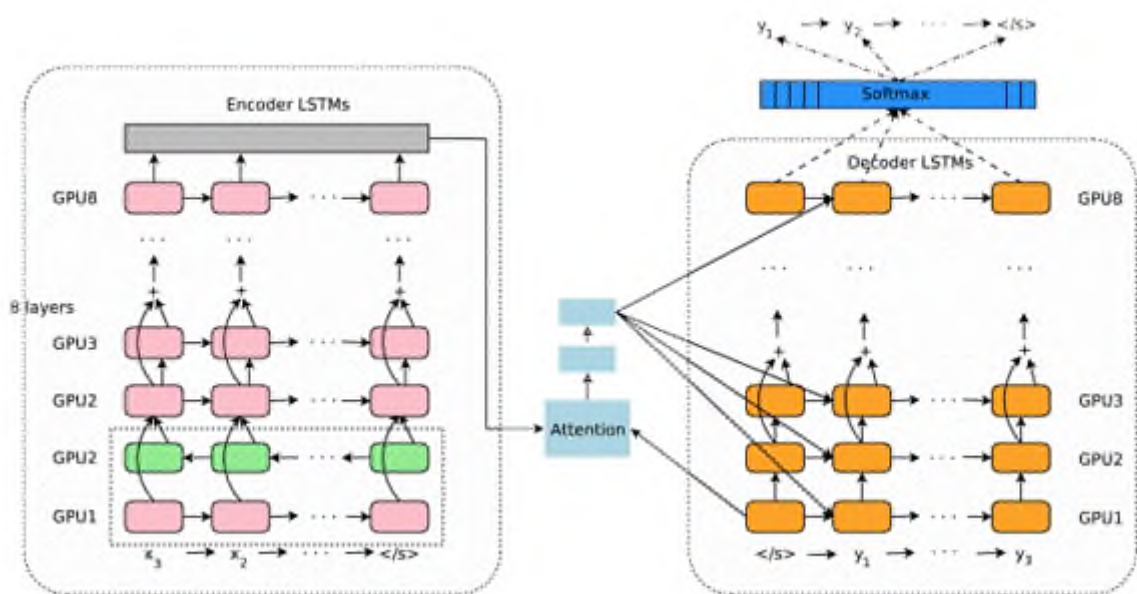 y1 y2 ... </s>
Softmax
Encoder LSTMs
Decoder LSTMs
GPU8
GPU8
...
...
8 layers
+ + +
GPU3
+ + +
GPU2
GPU3
Attention
GPU2
GPU2
GPU1
GPU1
x3 x2 ... </s>
</s> y1 ... y3